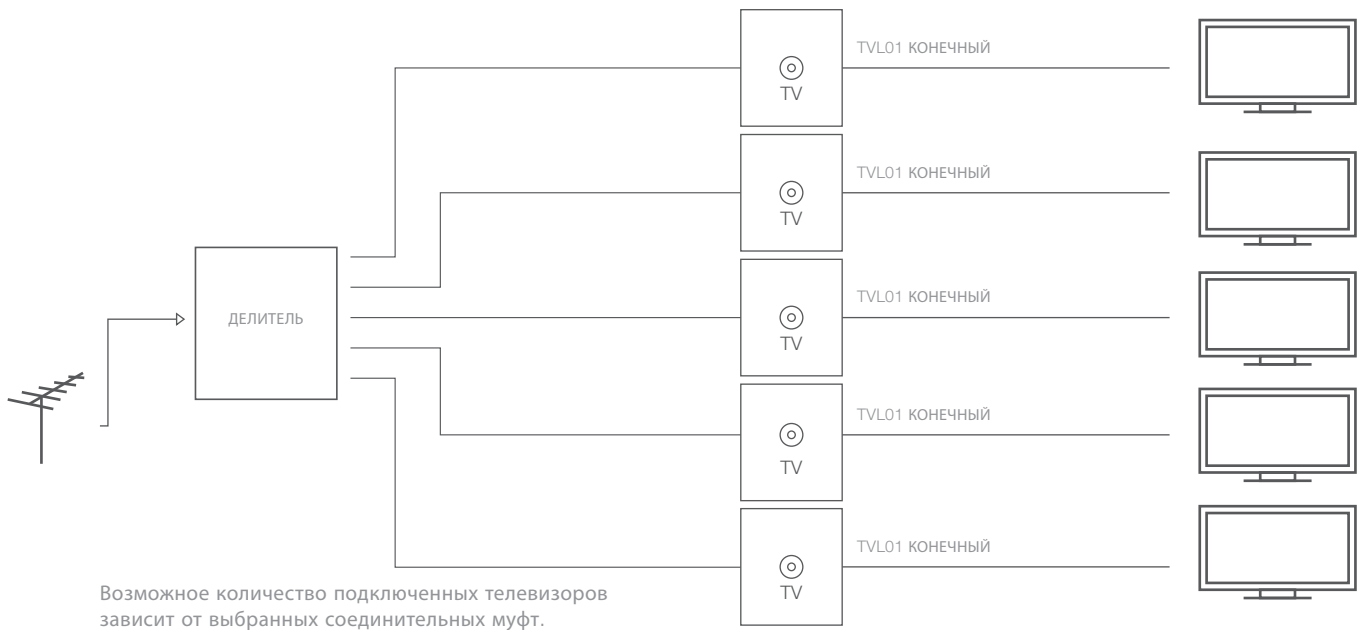 TVL01 КОНЕЧНЫЙ
TV
TVL01 КОНЕЧНЫЙ
TV
ДЕЛИТЕЛЬ
TVL01 КОНЕЧНЫЙ
TV
TVL01 КОНЕЧНЫЙ
TV
TVL01 КОНЕЧНЫЙ
TV
Возможное количество подключенных телевизоров
зависит от выбранных соединительных муфт.